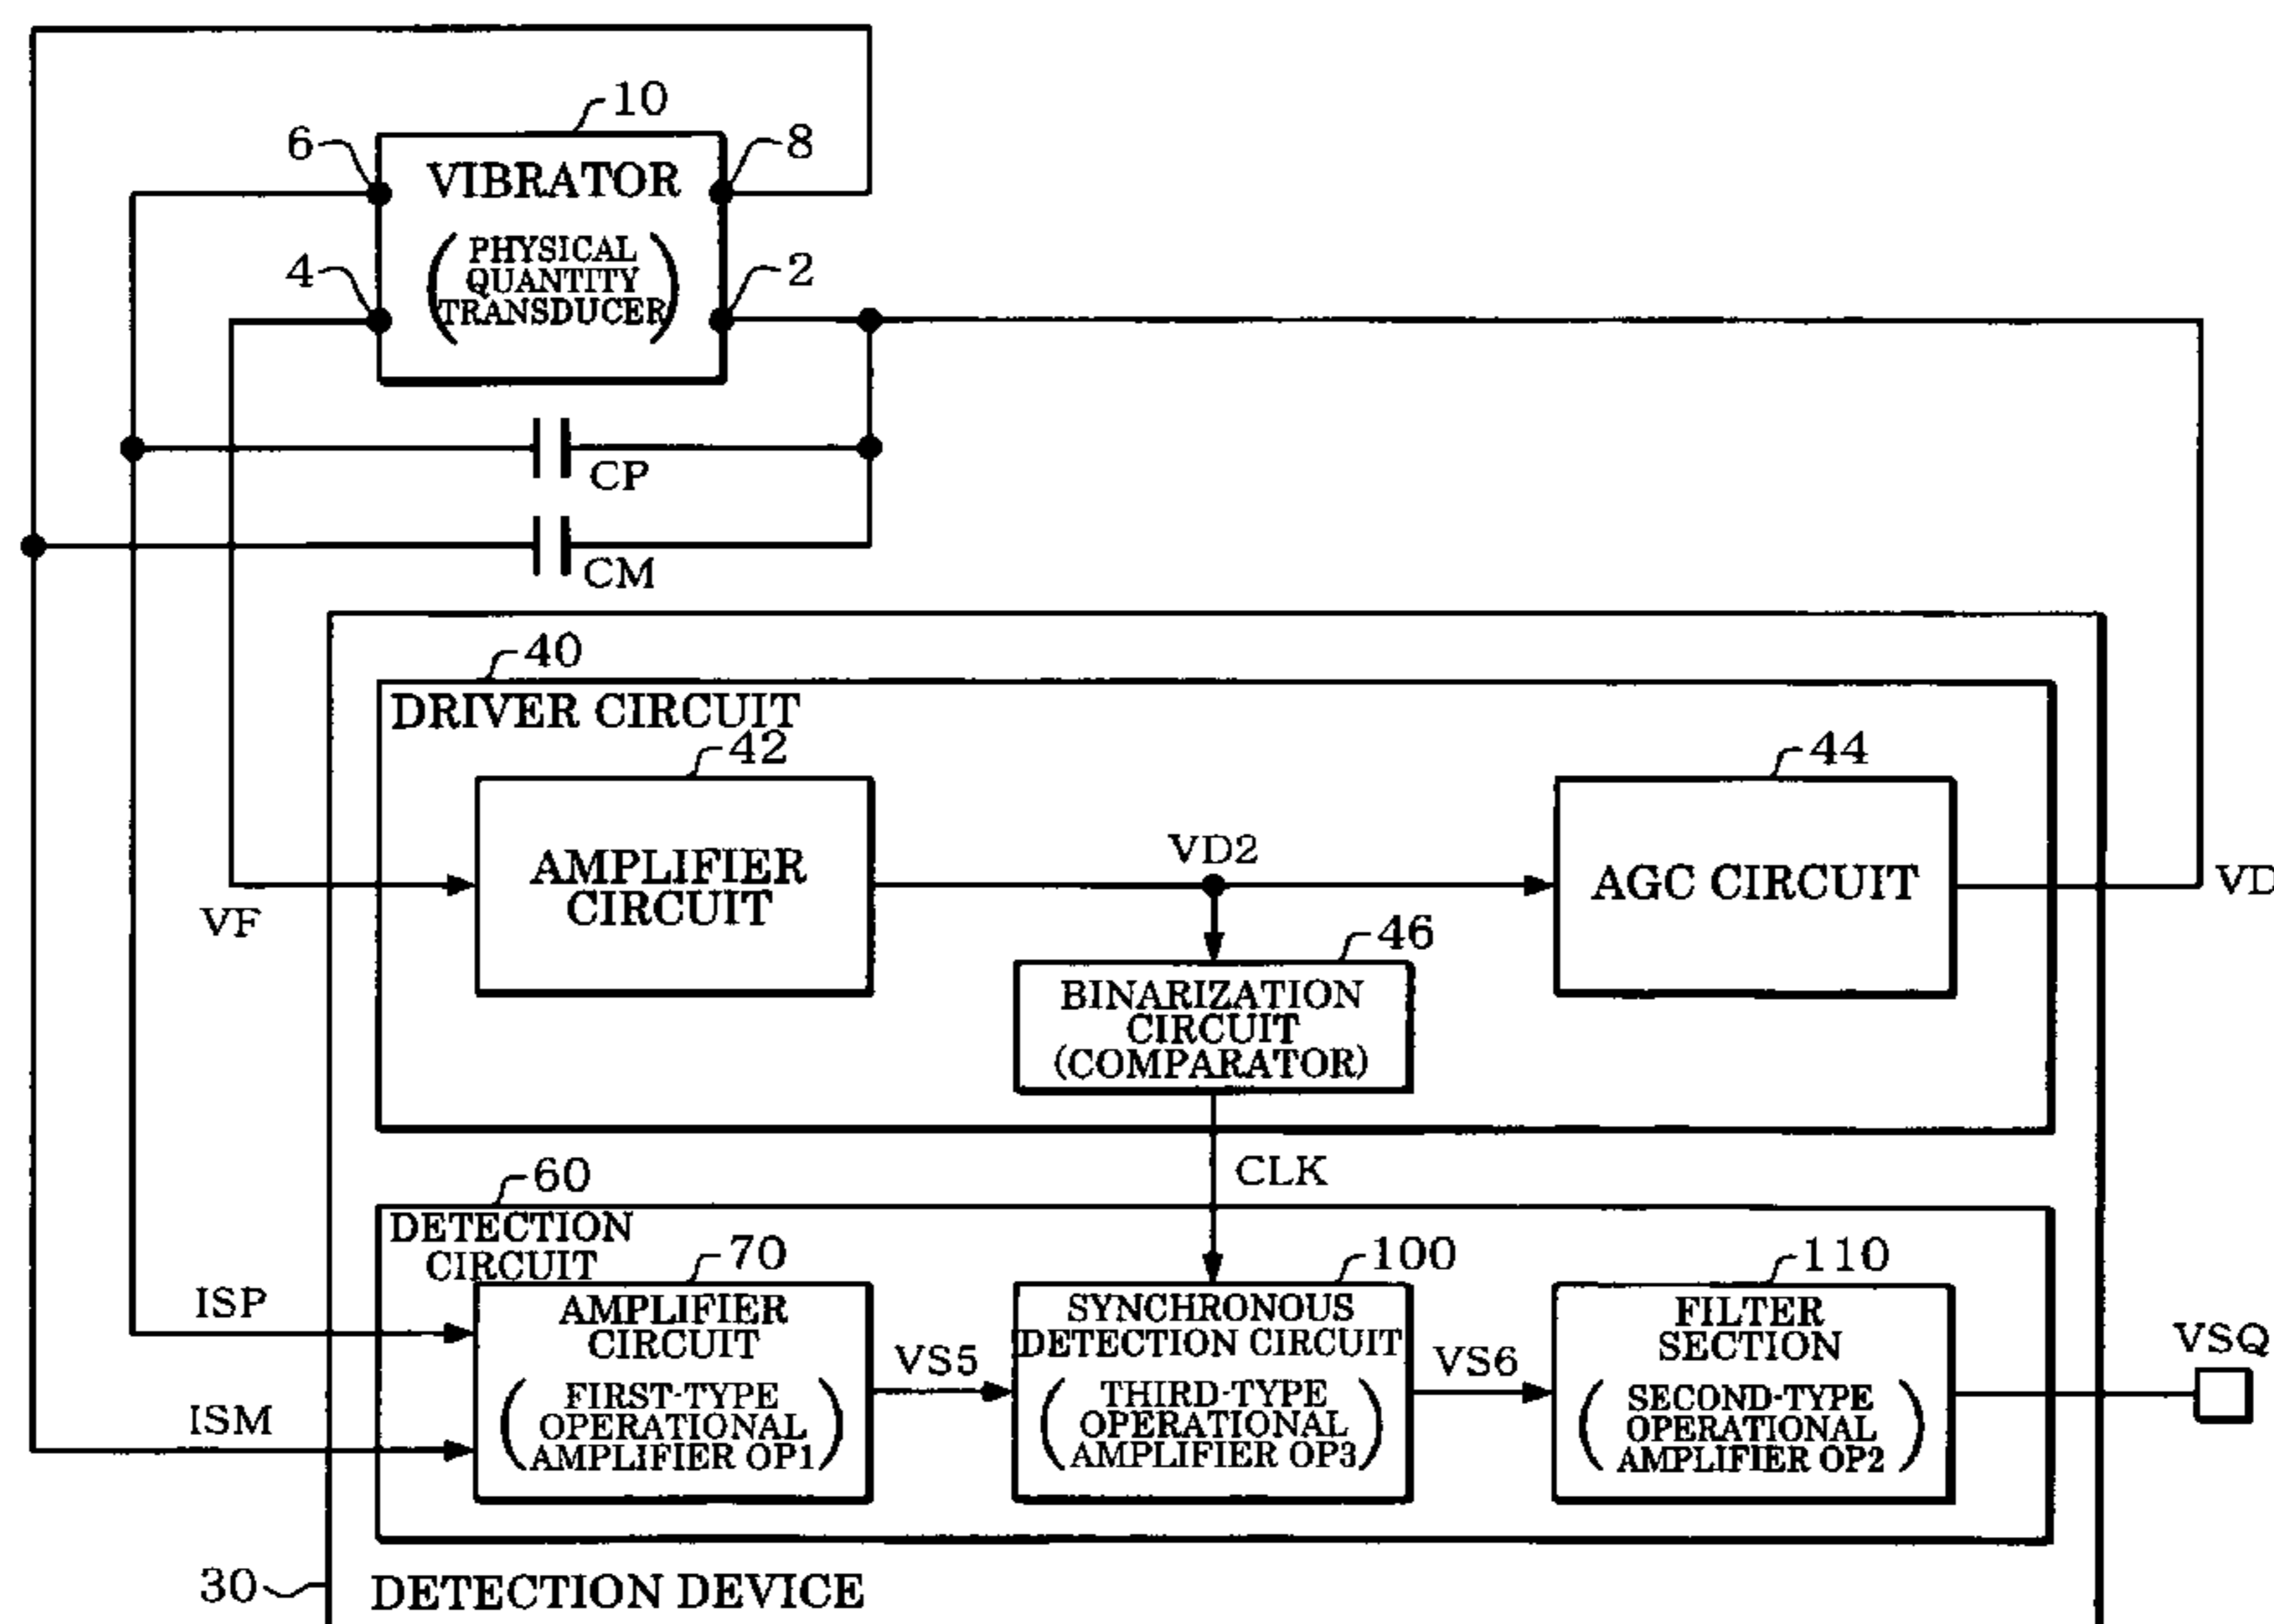 10
6
8
VIBRATOR
PHYSICAL
QUANTITY
TRANSDUCER
4
2
CP
CM
40
DRIVER CIRCUIT
42
44
AMPLIFIER
CIRCUIT
VD2
AGC CIRCUIT
VF
VD
46
BINARIZATION
CIRCUIT
(COMPARATOR)
CLK
60
DETECTION
CIRCUIT
70
100
110
ISP
AMPLIFIER
CIRCUIT
FIRST-TYPE
OPERATIONAL
AMPLIFIER OP1
VS5
SYNCHRONOUS
DETECTION CIRCUIT
THIRD-TYPE
OPERATIONAL
AMPLIFIER OP3
VS6
FILTER
SECTION
SECOND-TYPE
OPERATIONAL
AMPLIFIER OP2
VSQ
ISM
30
DETECTION DEVICE